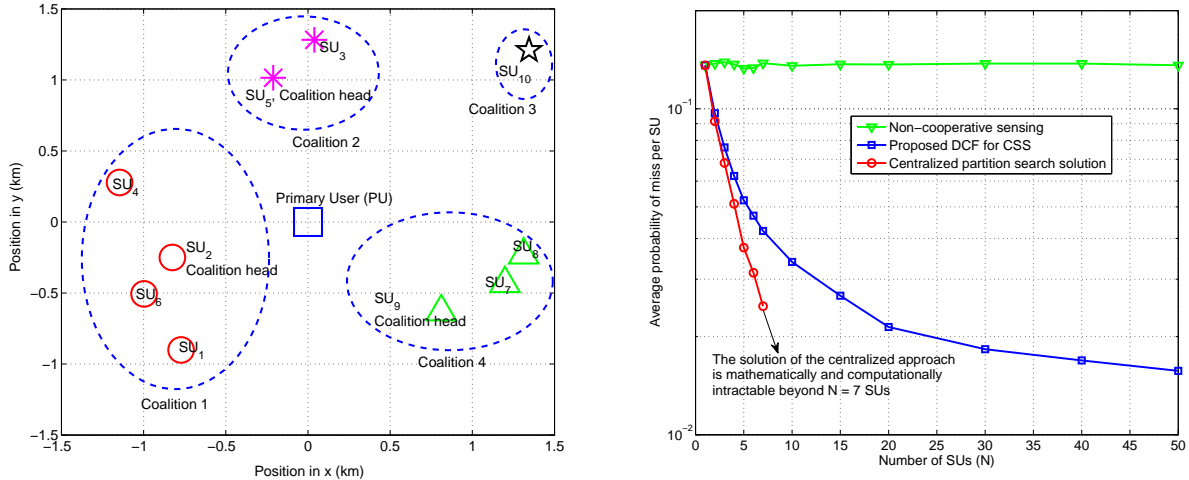 SU3
SU10
SU5, Coalition head
Coalition 3
Coalition 2
SU4
Primary User (PU)
SU2
Coalition head
SU8
SU7
SU6
SU9
Coalition head
SU1
Coalition 4
Coalition 1
1.5
1
0.5
0
−0.5
−1
−1.5
−1.5
−1
−0.5
0
0.5
1
1.5
Position in x (km)
Position in y (km)
10−1
10−2
Non−cooperative sensing
Proposed DCF for CSS
Centralized partition search solution
The solution of the centralized approach
is mathematically and computationally
intractable beyond N = 7 SUs
0
5
10
15
20
25
30
35
40
45
50
Number of SUs (N)
Average probability of miss per SU